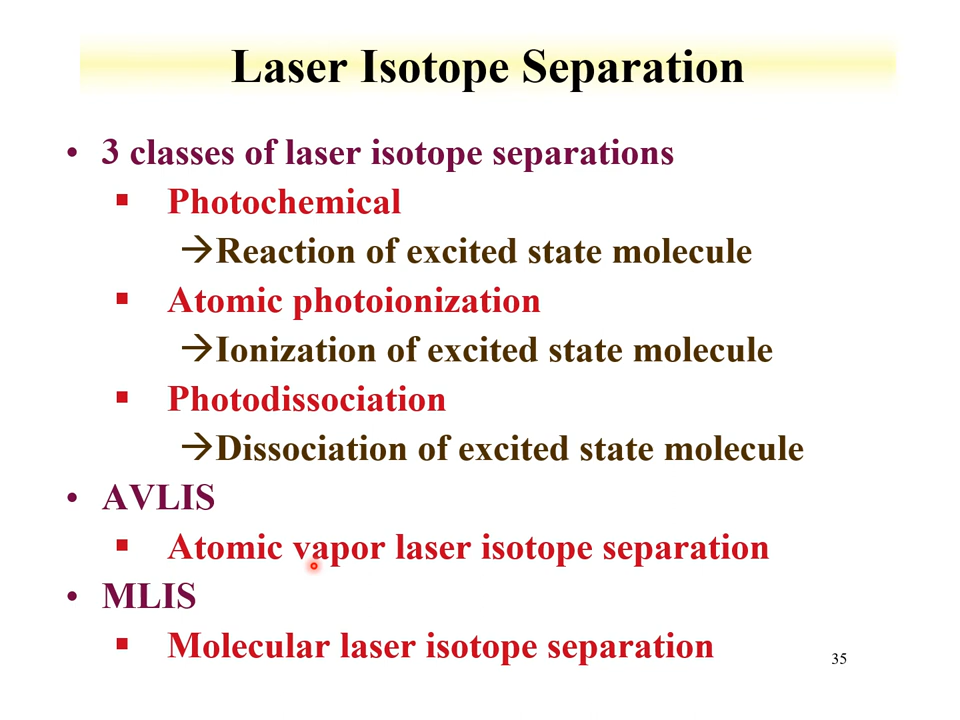 Laser Isotope Separation
• 3 classes of laser isotope separations
▪ Photochemical
→Reaction of excited state molecule
▪ Atomic photoionization
→Ionization of excited state molecule
▪ Photodissociation
→Dissociation of excited state molecule
• AVLIS
▪ Atomic vapor laser isotope separation
• MLIS
▪ Molecular laser isotope separation
35